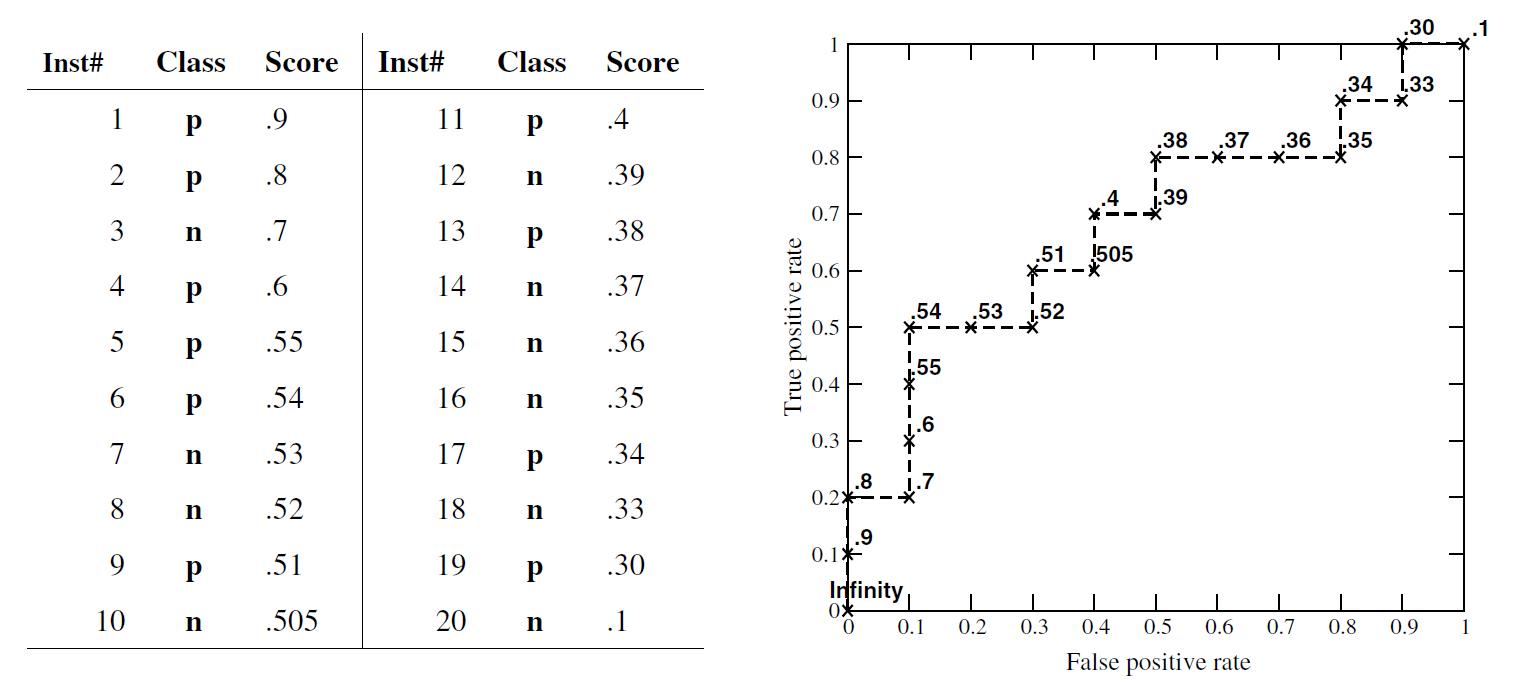 Inst# Class Score Inst# Class Score
1 p .9 11 p .4
2 p .8 12 n .39
3 n .7 13 p .38
4 p .6 14 n .37
5 p .55 15 n .36
6 p .54 16 n .35
7 n .53 17 p .34
8 n .52 18 n .33
9 p .51 19 p .30
10 n .505 20 n .1
.30 .1
1
.34 .33
0.9
.38 .37 .36 .35
0.8
.4 .39
0.7
.51 .505
0.6
.54 .53 .52
0.5
.55
0.4
.6
0.3
.8 .7
0.2
.9
0.1
Infinity
0
True positive rate
0 0.1 0.2 0.3 0.4 0.5 0.6 0.7 0.8 0.9 1
False positive rate